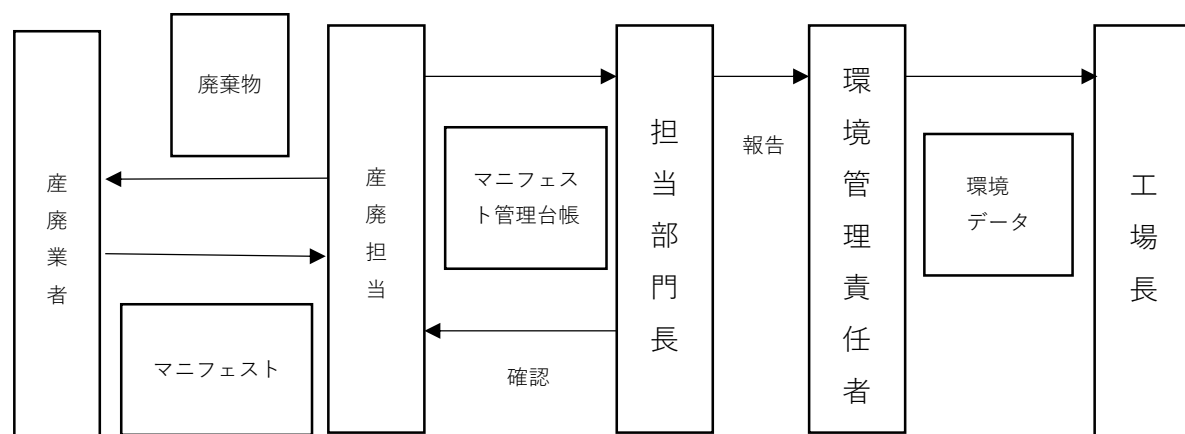 産廃業者
廃棄物
マニフェスト
産廃担当
マニフェス
ト管理台帳
確認
担当部門長
報告
環境管理責任者
環境
データ
工場長